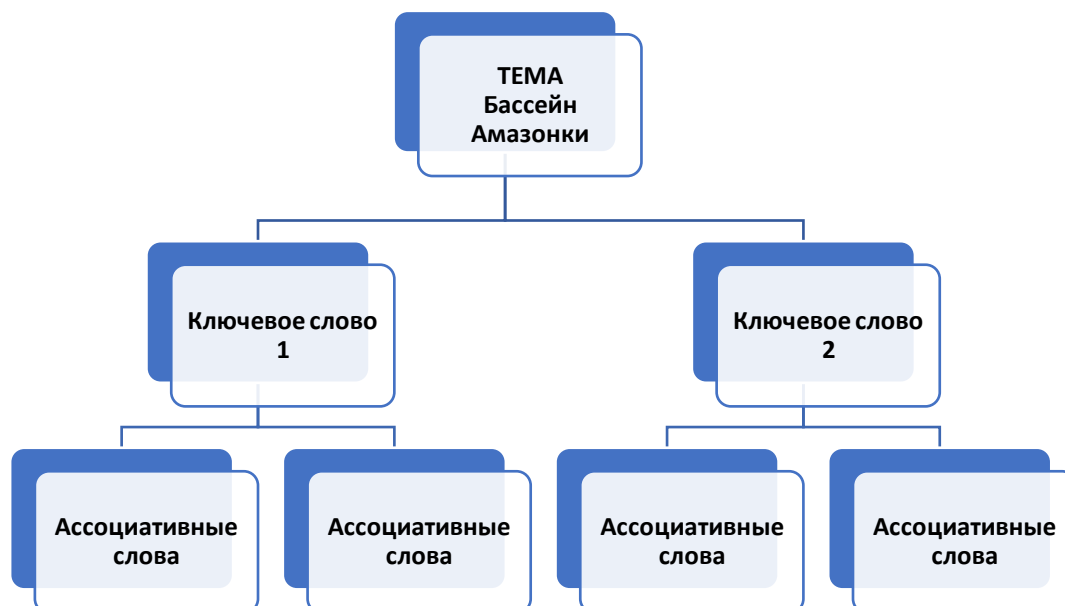 ТЕМА
Бассейн
Амазонки
Ключевое слово
1
Ключевое слово
2
Ассоциативные
слова
Ассоциативные
слова
Ассоциативные
слова
Ассоциативные
слова